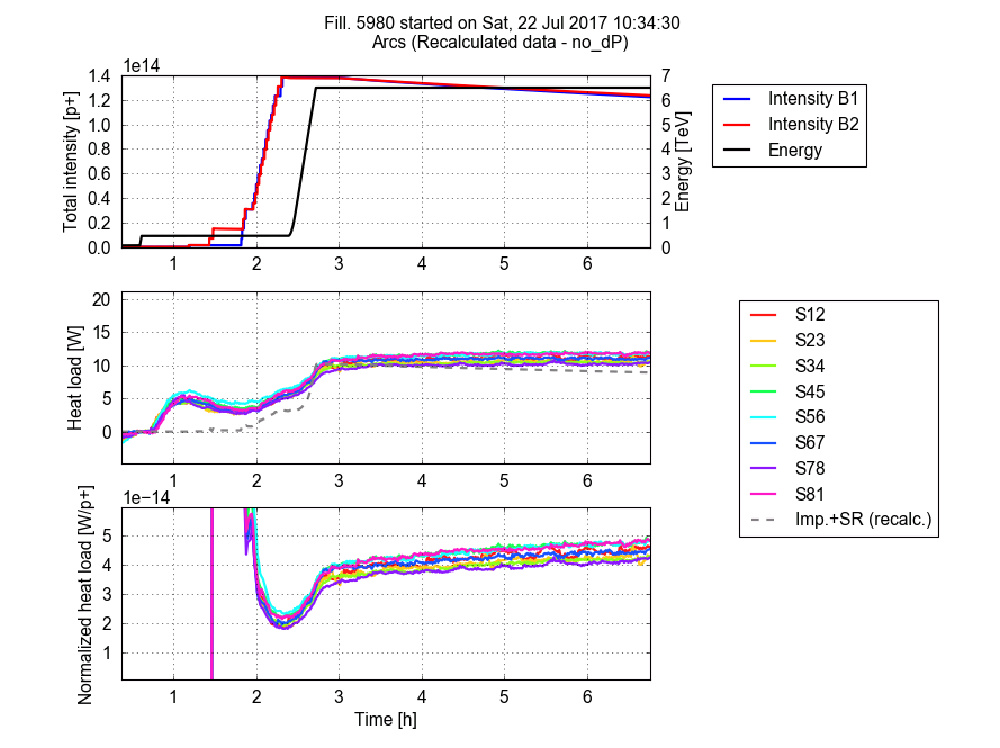 Fill. 5980 started on Sat, 22 Jul 2017 10:34:30
Arcs (Recalculated data - no_dP)
1e14
Total intensity [p+]
1.4
1.2
1.0
0.8
0.6
0.4
0.2
0.0
7
6
5
4
3
2
1
0
Energy [TeV]
1 2 3 4 5 6
Intensity B1
Intensity B2
Energy
Heat load [W]
20
15
10
5
0
1 2 3 4 5 6
S12
S23
S34
S45
S56
S67
S78
S81
Imp.+SR (recalc.)
1e−14
Normalized heat load [W/p+]
5
4
3
2
1
1 2 3 4 5 6
Time [h]